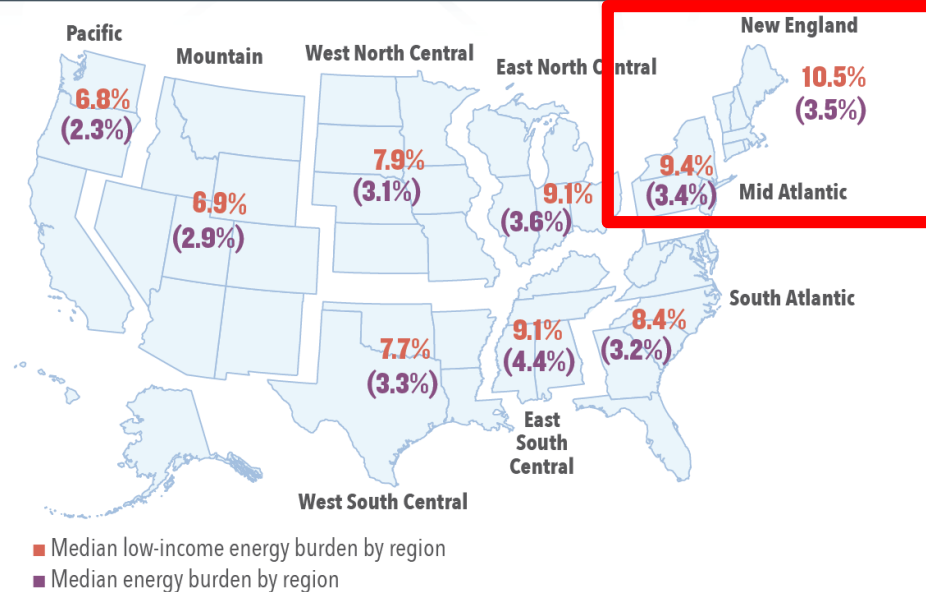 Pacific
6.8%
(2.3%)
Mountain
6.9%
(2.9%)
West North Central
7.9%
(3.1%)
East North Central
9.1%
(3.6%)
New England
10.5%
(3.5%)
9.4%
(3.4%)
Mid Atlantic
South Atlantic
8.4%
(3.2%)
9.1%
(4.4%)
East
South
Central
7.7%
(3.3%)
West South Central
Median low-income energy burden by region
Median energy burden by region